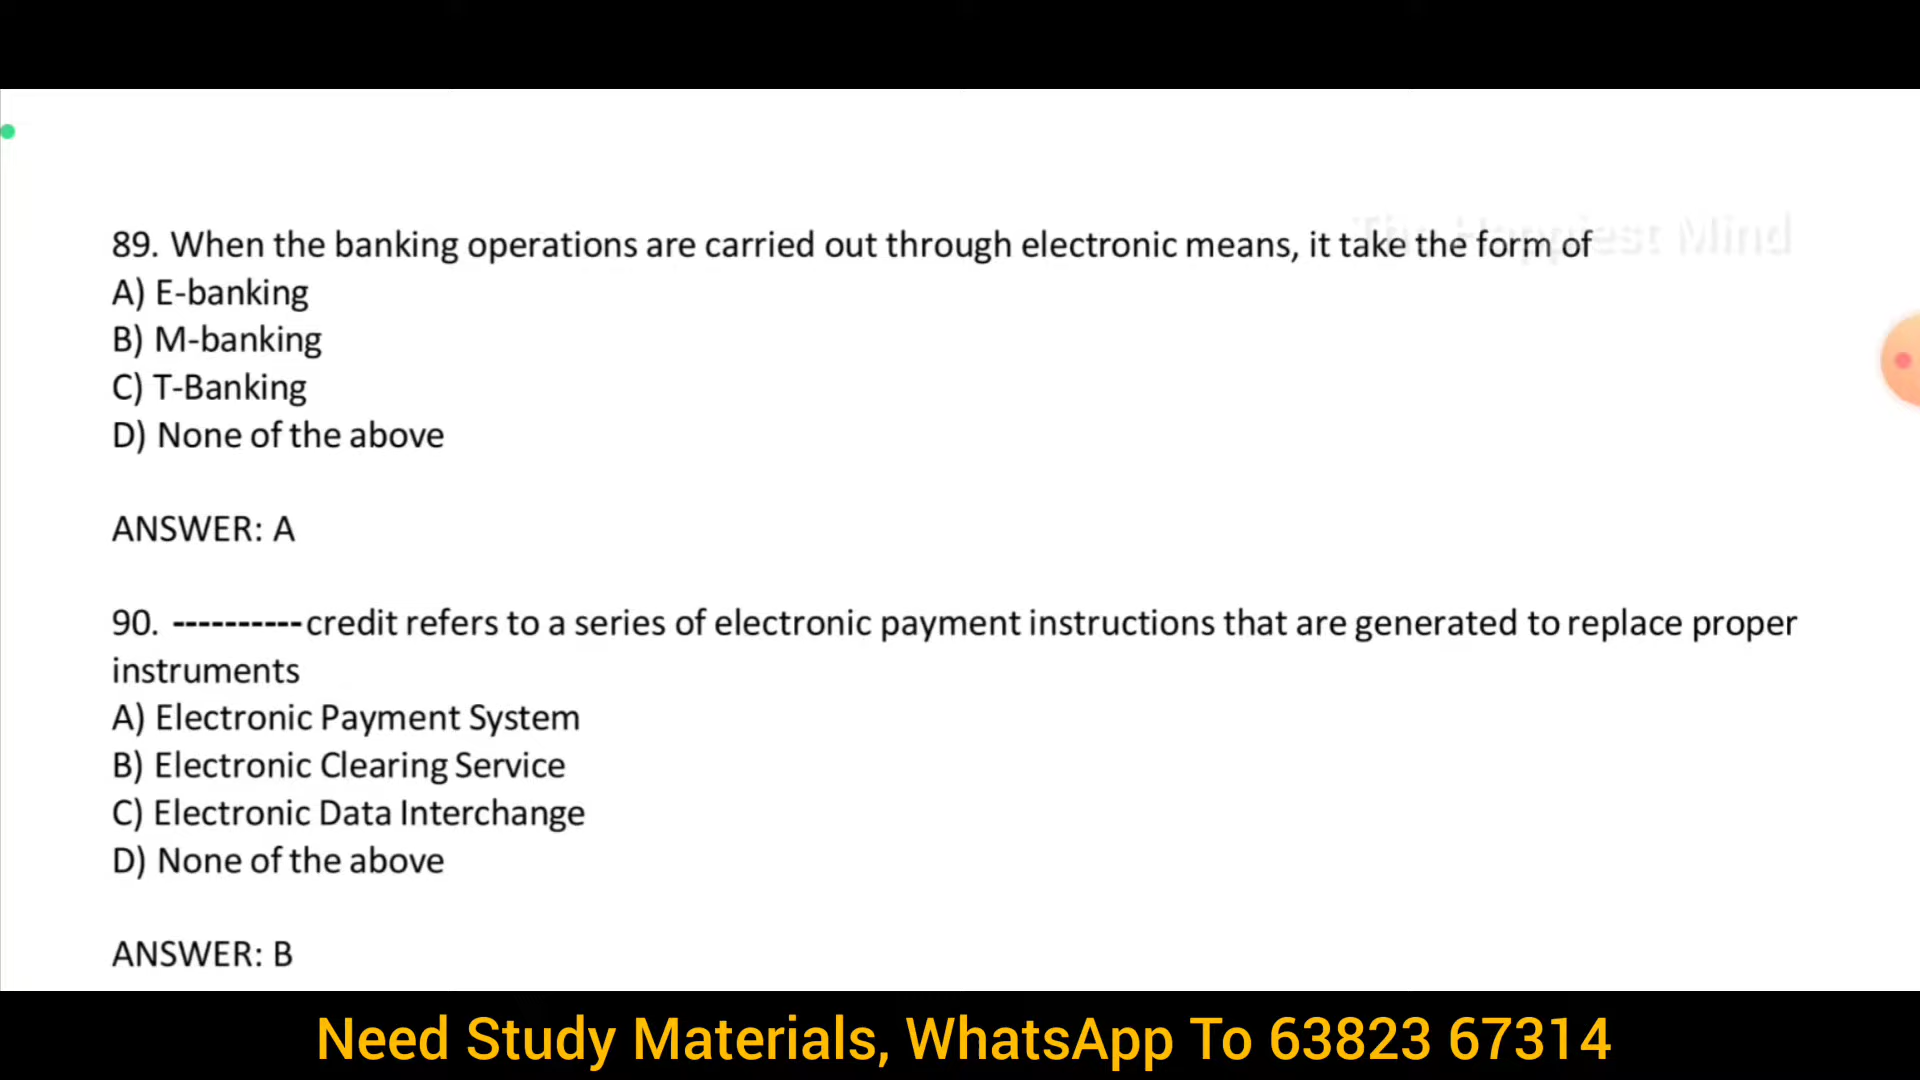 The Happiest Mind
89. When the banking operations are carried out through electronic means, it take the form of
A) E-banking
B) M-banking
C) T-Banking
D) None of the above
ANSWER: A
90. ----------credit refers to a series of electronic payment instructions that are generated to replace proper
instruments
A) Electronic Payment System
B) Electronic Clearing Service
C) Electronic Data Interchange
D) None of the above
ANSWER: B
Need Study Materials, WhatsApp To 63823 67314